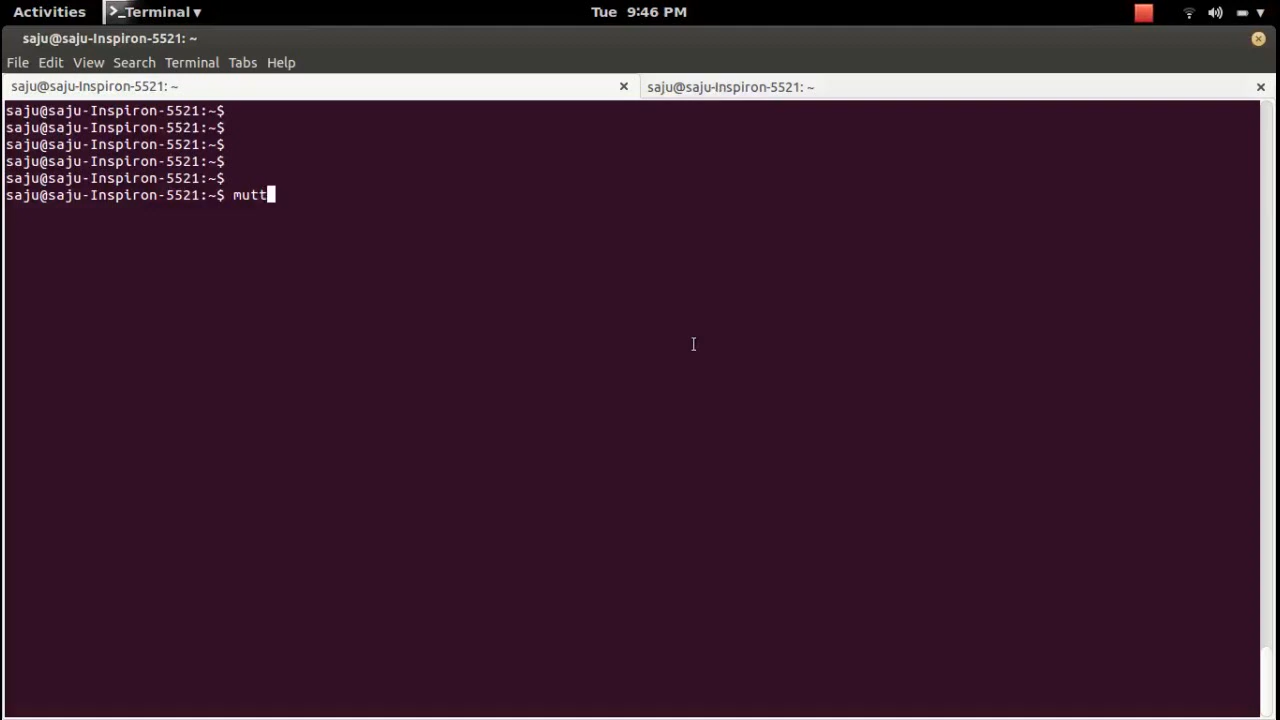 Activities >_Terminal ▾ Tue 9:46 PM
saju@saju-Inspiron-5521: ~
File Edit View Search Terminal Tabs Help
saju@saju-Inspiron-5521: ~ × saju@saju-Inspiron-5521: ~ ×
saju@saju-Inspiron-5521:~$
saju@saju-Inspiron-5521:~$
saju@saju-Inspiron-5521:~$
saju@saju-Inspiron-5521:~$
saju@saju-Inspiron-5521:~$
saju@saju-Inspiron-5521:~$ mutt